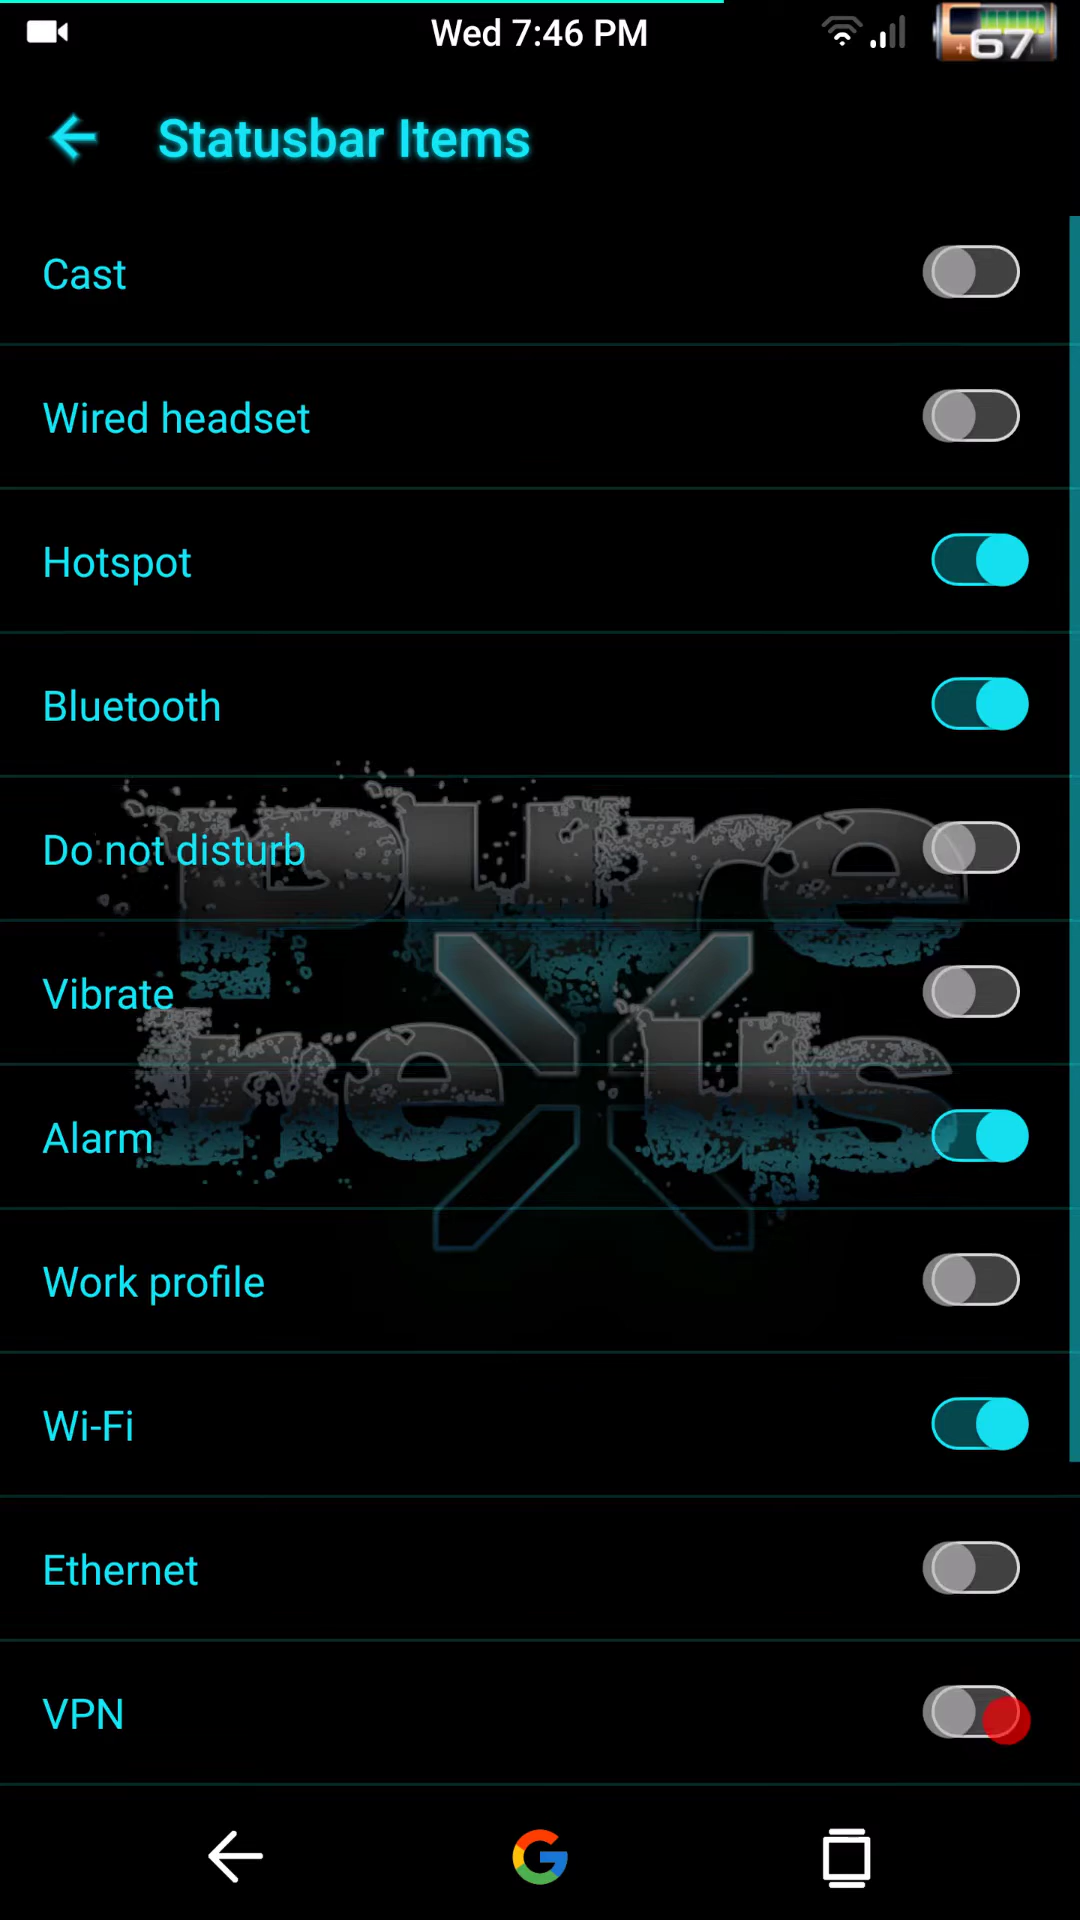 Wed 7:46 PM
67
Statusbar Items
Cast
Wired headset
Hotspot
Bluetooth
pure
Do not disturb
Vibrate
nexus
Alarm
Work profile
Wi-Fi
Ethernet
VPN
G